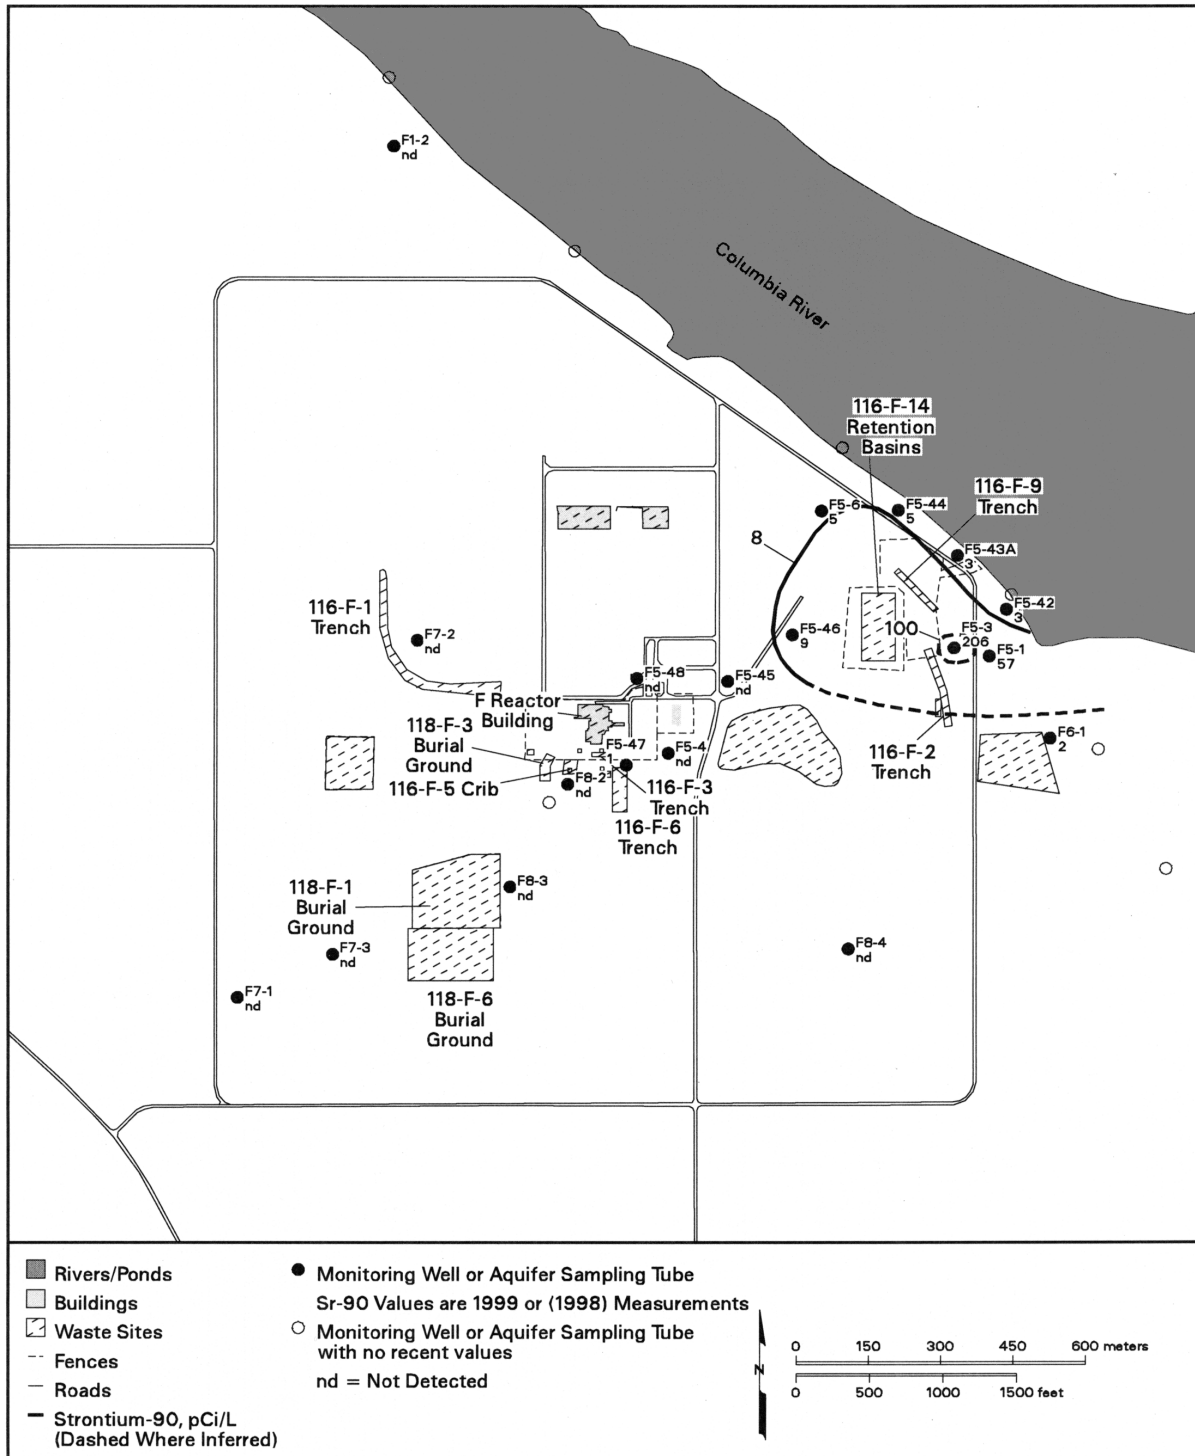 F1-2
nd
Columbia River
116-F-14
Retention
Basins
116-F-9
Trench
F5-6
5
F5-44
5
8
F5-43A
3
116-F-1
Trench
F7-2
nd
F5-42
3
F5-46
9
100
F5-3
206
F5-1
57
F5-48
nd
F5-45
nd
F Reactor
Building
118-F-3
Burial
Ground
116-F-5 Crib
F5-47
1
F5-4
nd
F8-2
nd
116-F-3
Trench
116-F-6
Trench
116-F-2
Trench
F6-1
2
118-F-1
Burial
Ground
F8-3
nd
F7-3
nd
F8-4
nd
F7-1
nd
118-F-6
Burial
Ground
Rivers/Ponds
Buildings
Waste Sites
Fences
Roads
Strontium-90, pCi/L
(Dashed Where Inferred)
Monitoring Well or Aquifer Sampling Tube
Sr-90 Values are 1999 or (1998) Measurements
Monitoring Well or Aquifer Sampling Tube
with no recent values
nd = Not Detected
N
0 150 300 450 600 meters
0 500 1000 1500 feet